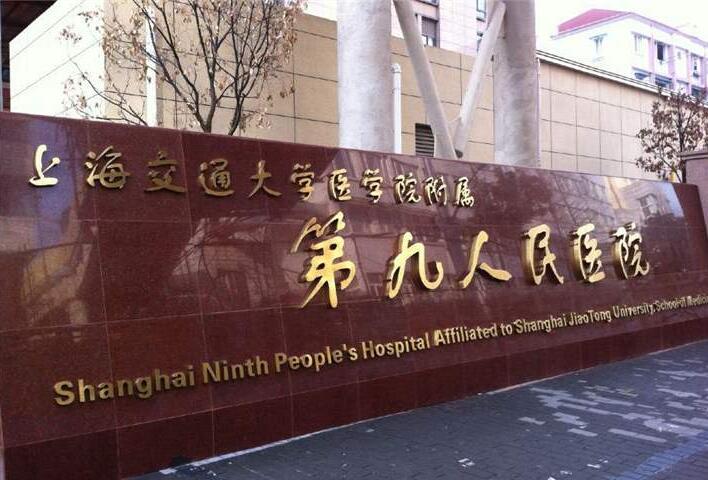 上海交通大学医学院附属
第九人民医院
Shanghai Ninth People's Hospital Affiliated to Shanghai JiaoTong University School of Medicine